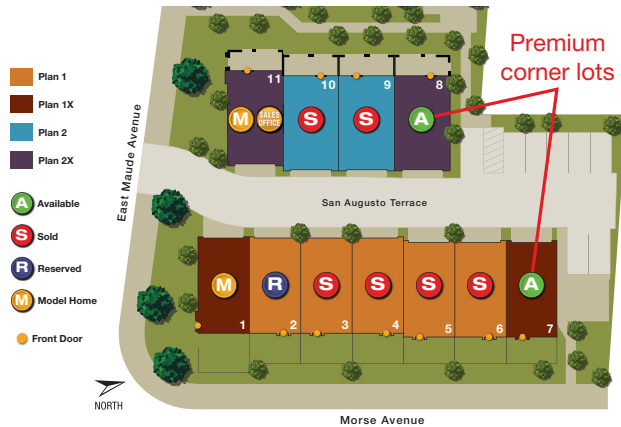 Premium
corner lots
Plan 1
Plan 1X
Plan 2
Plan 2X
A Available
S Sold
R Reserved
M Model Home
Front Door
East Maude Avenue
11
10
9
8
M
SALES
OFFICE
S
S
A
San Augusto Terrace
M
R
S
S
S
S
A
1
2
3
4
5
6
7
NORTH
Morse Avenue